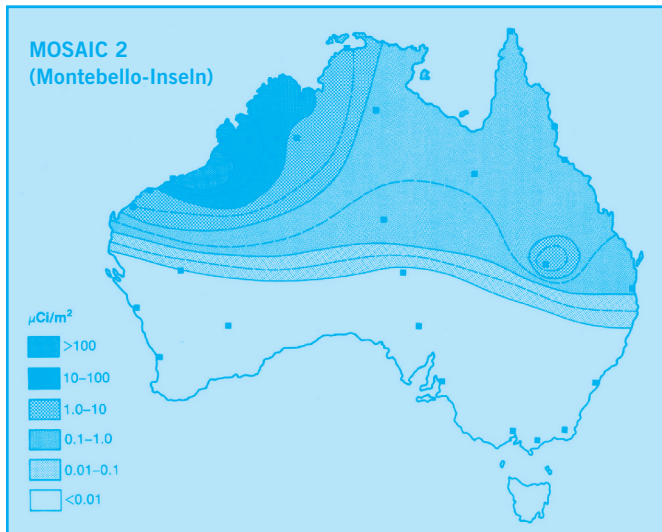 MOSAIC 2
(Montebello-Inseln)
μCi/m²
>100
10–100
1.0–10
0.1–1.0
0.01–0.1
<0.01